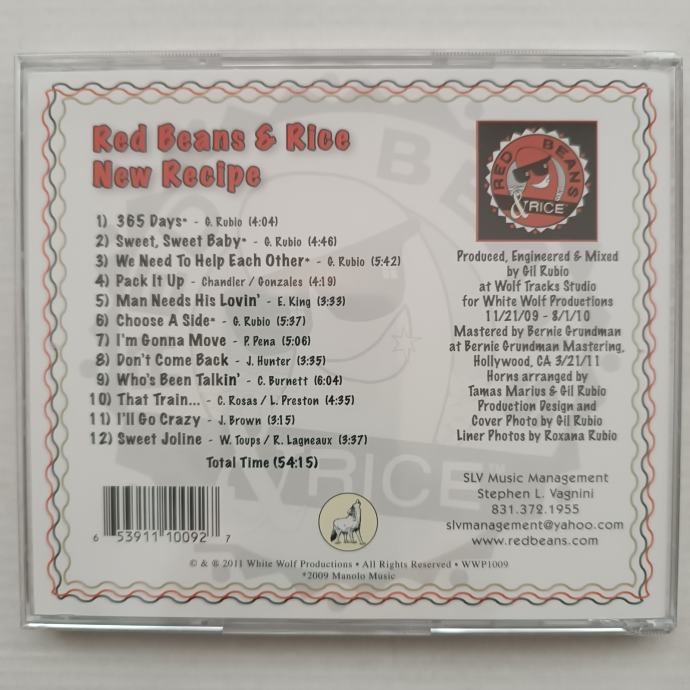 Red Beans & Rice
New Recipe
1) 365 Days* - G. Rubio (4:04)
2) Sweet, Sweet Baby* - G. Rubio (4:46)
3) We Need To Help Each Other* - G. Rubio (5:42)
4) Pack It Up - Chandler / Gonzales (4:19)
5) Man Needs His Lovin' - E. King (3:33)
6) Choose A Side* - G. Rubio (5:37)
7) I'm Gonna Move - P. Pena (5:06)
8) Don't Come Back - J. Hunter (3:35)
9) Who's Been Talkin' - C. Burnett (6:04)
10) That Train... - C. Rosas / L. Preston (4:35)
11) I'll Go Crazy - J. Brown (3:15)
12) Sweet Joline - W. Toups / R. Lagneaux (3:37)
Total Time (54:15)
RED BEANS
& RICE
Produced, Engineered & Mixed
by Gil Rubio
at Wolf Tracks Studio
for White Wolf Productions
11/21/09 - 8/1/10
Mastered by Bernie Grundman
at Bernie Grundman Mastering,
Hollywood, CA 3/21/11
Horns arranged by
Tamas Marius & Gil Rubio
Production Design and
Cover Photo by Gil Rubio
Liner Photos by Roxana Rubio
SLV Music Management
Stephen L. Vagnini
831.372.1955
slvmanagement@yahoo.com
www.redbeans.com
6 53911 10092 7
© & ℗ 2011 White Wolf Productions • All Rights Reserved • WWP1009
*2009 Manolo Music